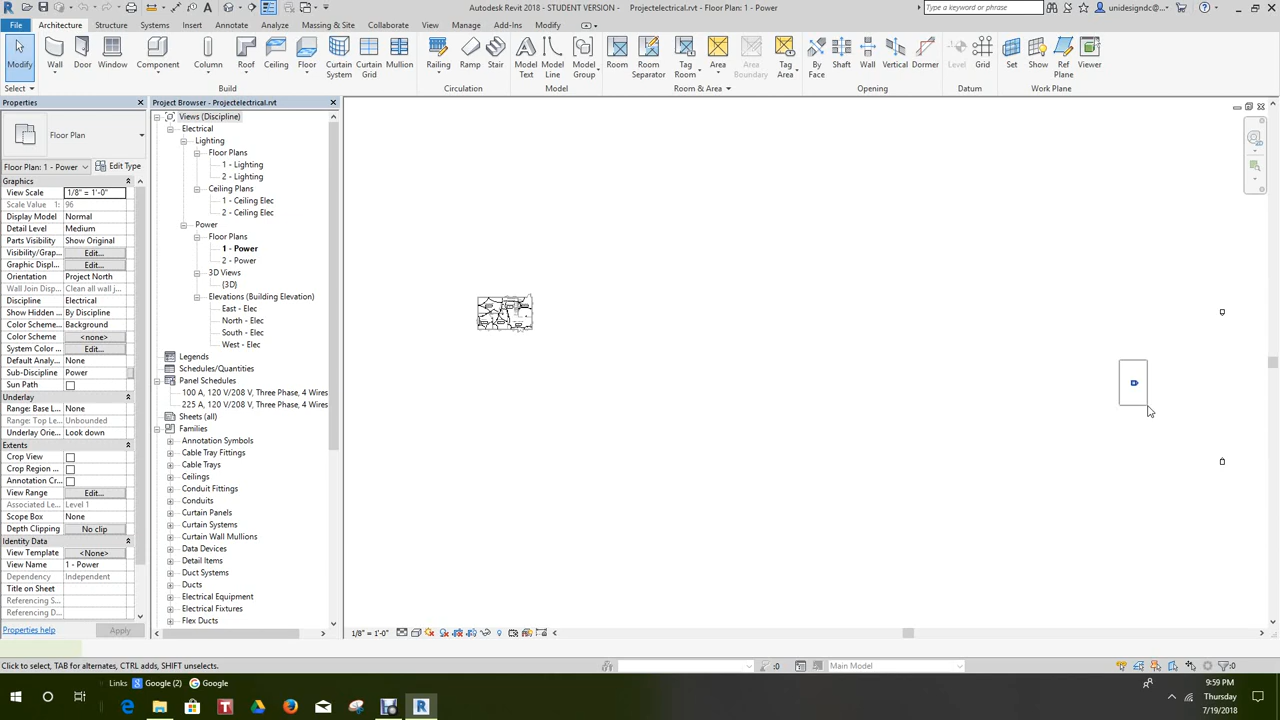 Autodesk Revit 2018 - STUDENT VERSION - Projectelectrical.rvt - Floor Plan: 1 - Power
Type a keyword or phrase
unidesigndc@...
File Architecture Structure Systems Insert Annotate Analyze Massing & Site Collaborate View Manage Add-Ins Modify
Modify Wall Door Window Component Column Roof Ceiling Floor Curtain System Curtain Grid Mullion Railing Ramp Stair Model Text Model Line Model Group Room Room Separator Tag Room Area Area Boundary Tag Area By Face Shaft Wall Vertical Dormer Level Grid Set Show Ref Plane Viewer
Select Build Circulation Model Room & Area Opening Datum Work Plane
Properties
Floor Plan
Floor Plan: 1 - Power Edit Type
Graphics
View Scale 1/8" = 1'-0"
Scale Value 1: 96
Display Model Normal
Detail Level Medium
Parts Visibility Show Original
Visibility/Grap... Edit...
Graphic Displ... Edit...
Orientation Project North
Wall Join Disp... Clean all wall j...
Discipline Electrical
Show Hidden ... By Discipline
Color Scheme... Background
Color Scheme <none>
System Color ... Edit...
Default Analy... None
Sub-Discipline Power
Sun Path
Underlay
Range: Base L... None
Range: Top Le... Unbounded
Underlay Orie... Look down
Extents
Crop View
Crop Region ...
Annotation Cr...
View Range Edit...
Associated Le... Level 1
Scope Box None
Depth Clipping No clip
Identity Data
View Template <None>
View Name 1 - Power
Dependency Independent
Title on Sheet
Referencing S...
Referencing D...
Properties help Apply
Project Browser - Projectelectrical.rvt
Views (Discipline)
Electrical
Lighting
Floor Plans
1 - Lighting
2 - Lighting
Ceiling Plans
1 - Ceiling Elec
2 - Ceiling Elec
Power
Floor Plans
1 - Power
2 - Power
3D Views
{3D}
Elevations (Building Elevation)
East - Elec
North - Elec
South - Elec
West - Elec
Legends
Schedules/Quantities
Panel Schedules
100 A, 120 V/208 V, Three Phase, 4 Wires
225 A, 120 V/208 V, Three Phase, 4 Wires
Sheets (all)
Families
Annotation Symbols
Cable Tray Fittings
Cable Trays
Ceilings
Conduit Fittings
Conduits
Curtain Panels
Curtain Systems
Curtain Wall Mullions
Data Devices
Detail Items
Duct Systems
Ducts
Electrical Equipment
Electrical Fixtures
Flex Ducts
1/8" = 1'-0"
Click to select, TAB for alternates, CTRL adds, SHIFT unselects.
:0
Main Model
:0
Links Google (2) Google
9:59 PM
Thursday
7/19/2018